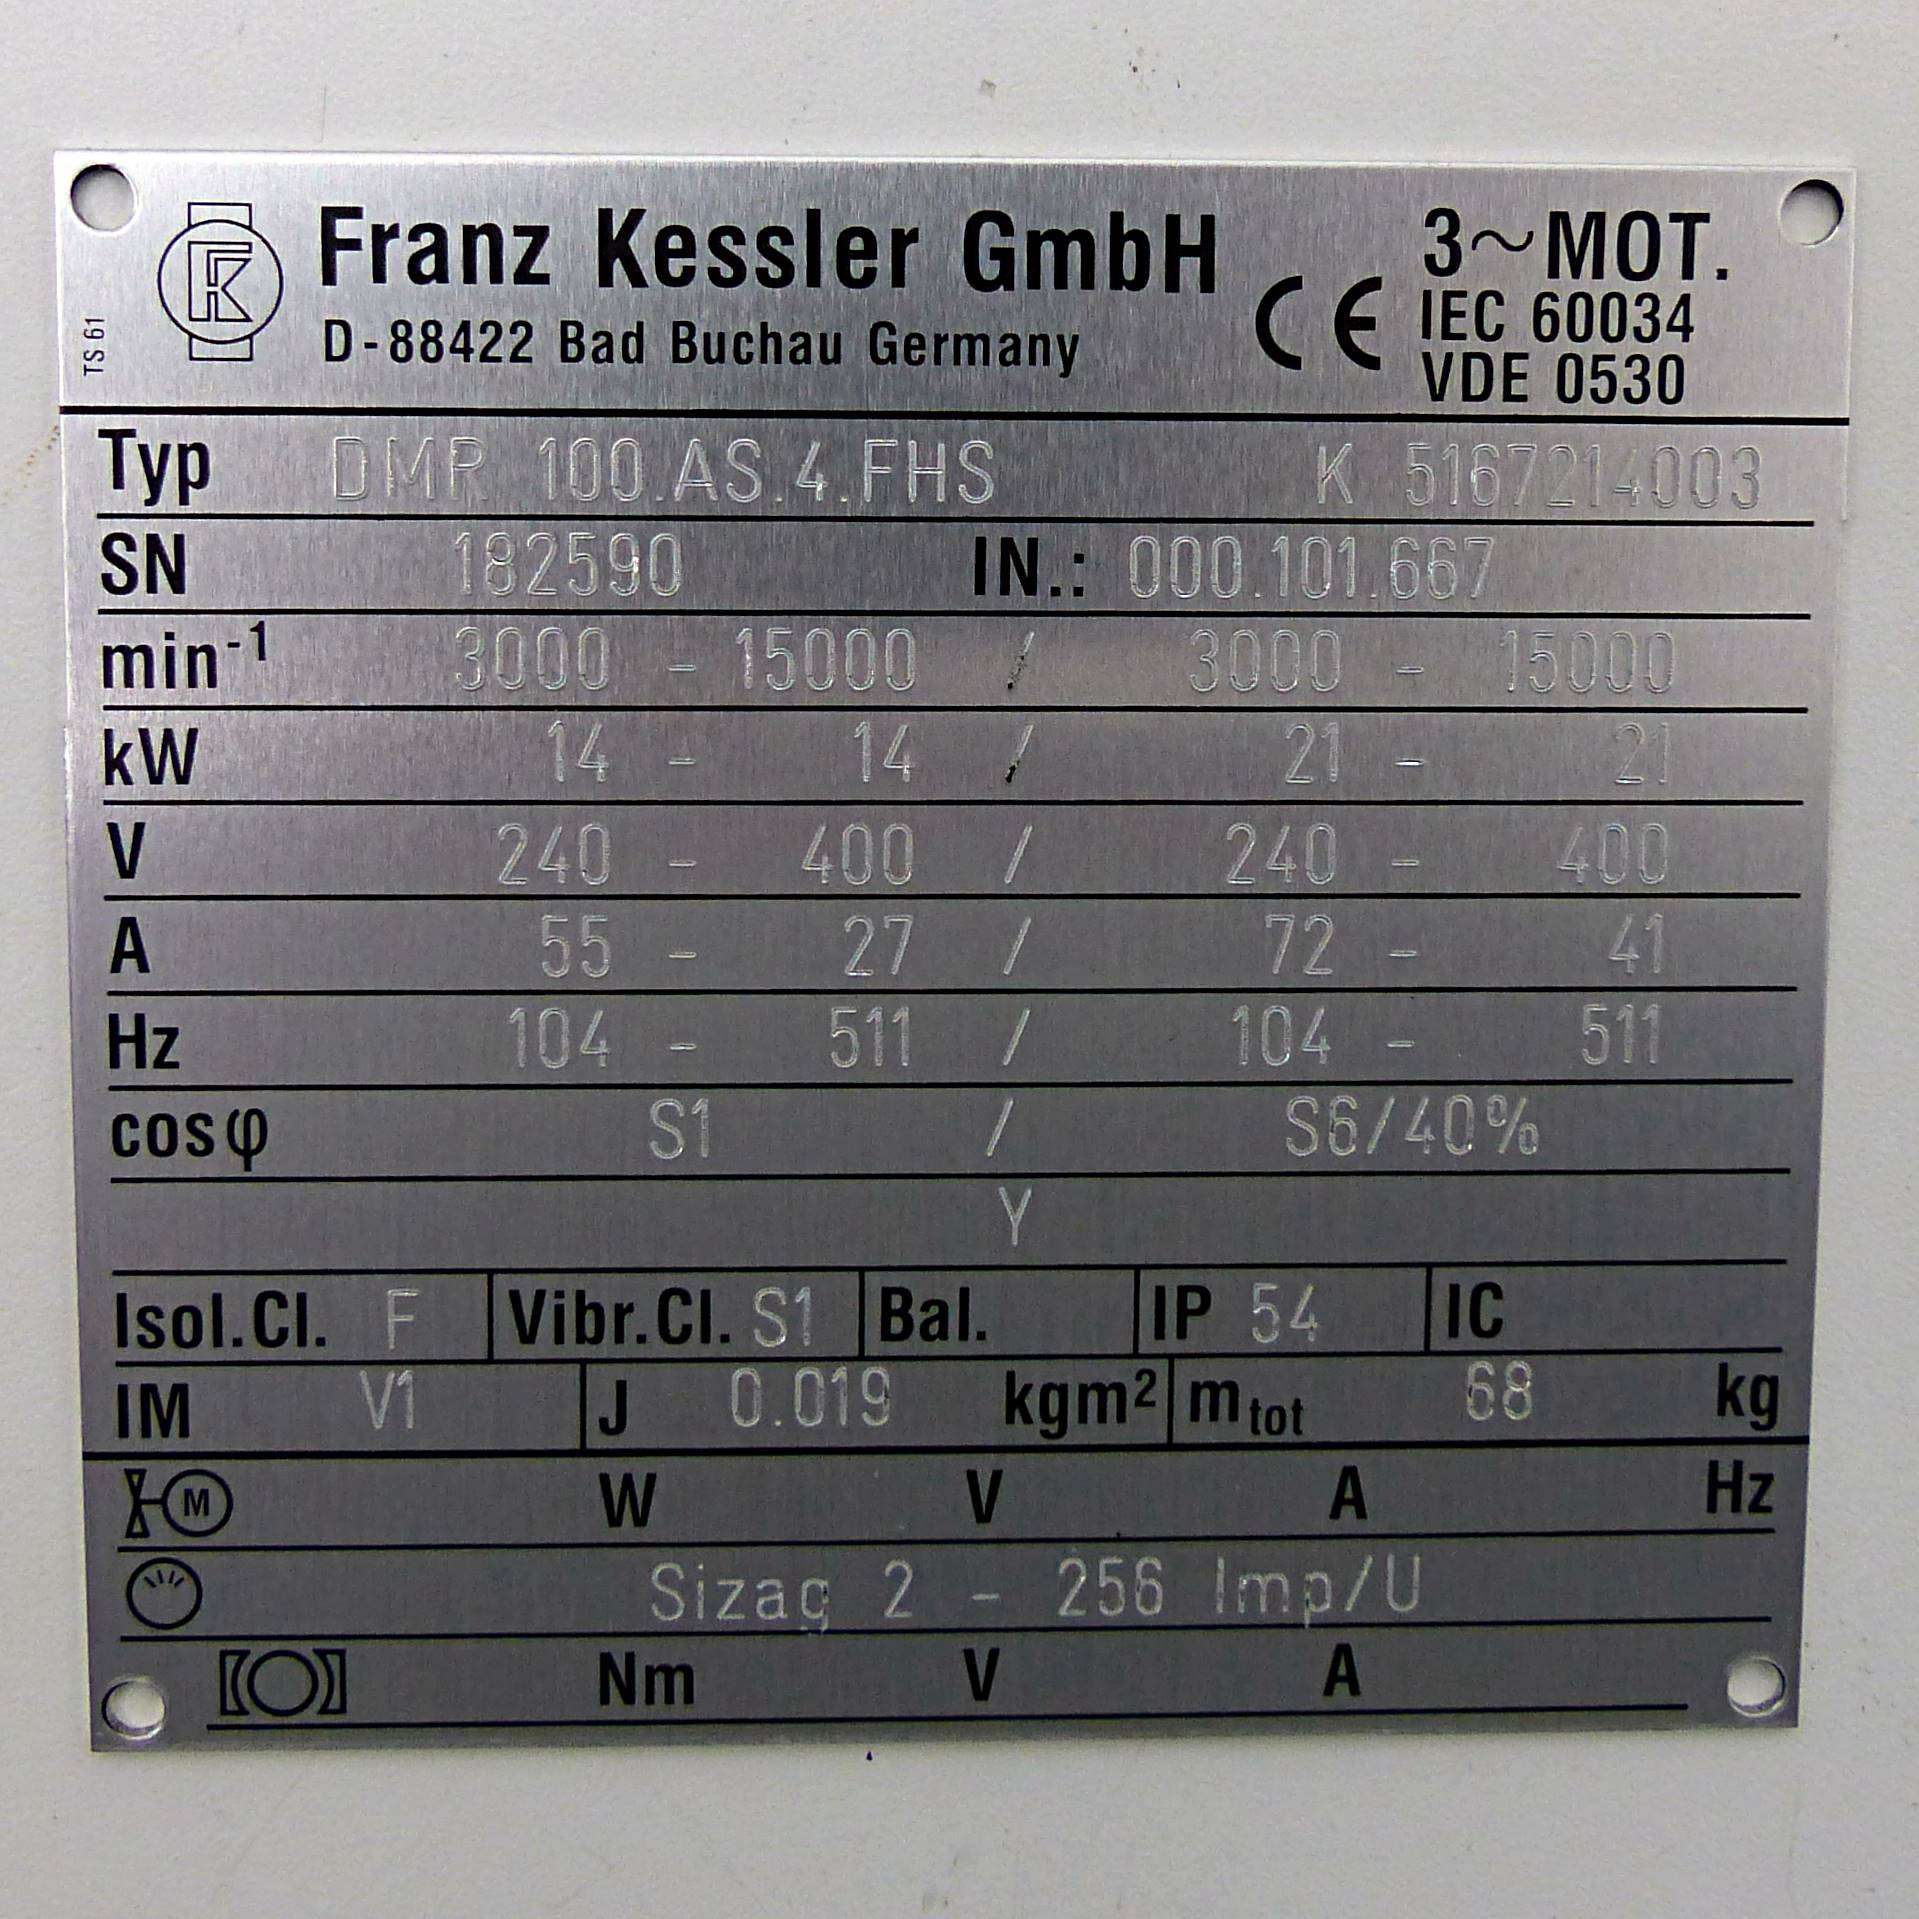 Franz Kessler GmbH
D-88422 Bad Buchau Germany
CE
3~MOT.
IEC 60034
VDE 0530
TS 61
FK
Typ DMR 100.AS.4.FHS K 5167214003
SN 182590 IN.: 000.101.667
min⁻¹ 3000 - 15000 / 3000 - 15000
kW 14 - 14 / 21 - 21
V 240 - 400 / 240 - 400
A 55 - 27 / 72 - 41
Hz 104 - 511 / 104 - 511
cosφ S1 / S6/40%
Y
Isol.Cl. F Vibr.Cl. S1 Bal. IP 54 IC
IM V1 J 0.019 kgm² mtot 68 kg
M W V A Hz
Sizag 2 - 256 Imp/U
Nm V A